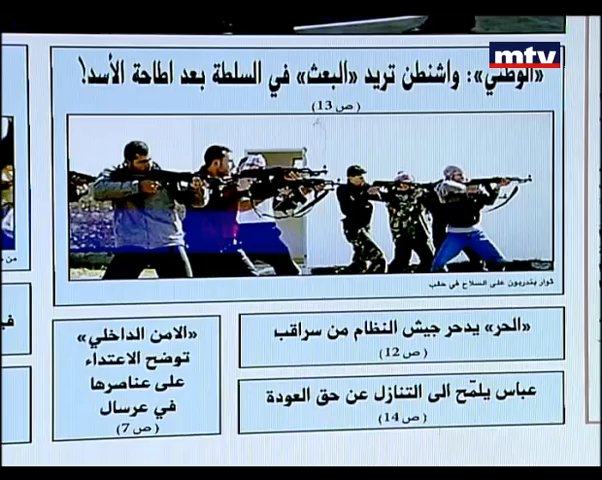 mtv
«الوطني»: واشنطن تريد «البعث» في السلطة بعد اطاحة الأسد!
(ص 13)
ثوار يتدربون على السلاح في حلب
«الحر» يدحر جيش النظام من سراقب
(ص 12)
عباس يلمّح الى التنازل عن حق العودة
(ص 14)
«الامن الداخلي»
توضح الاعتداء
على عناصرها
في عرسال
(ص 7)